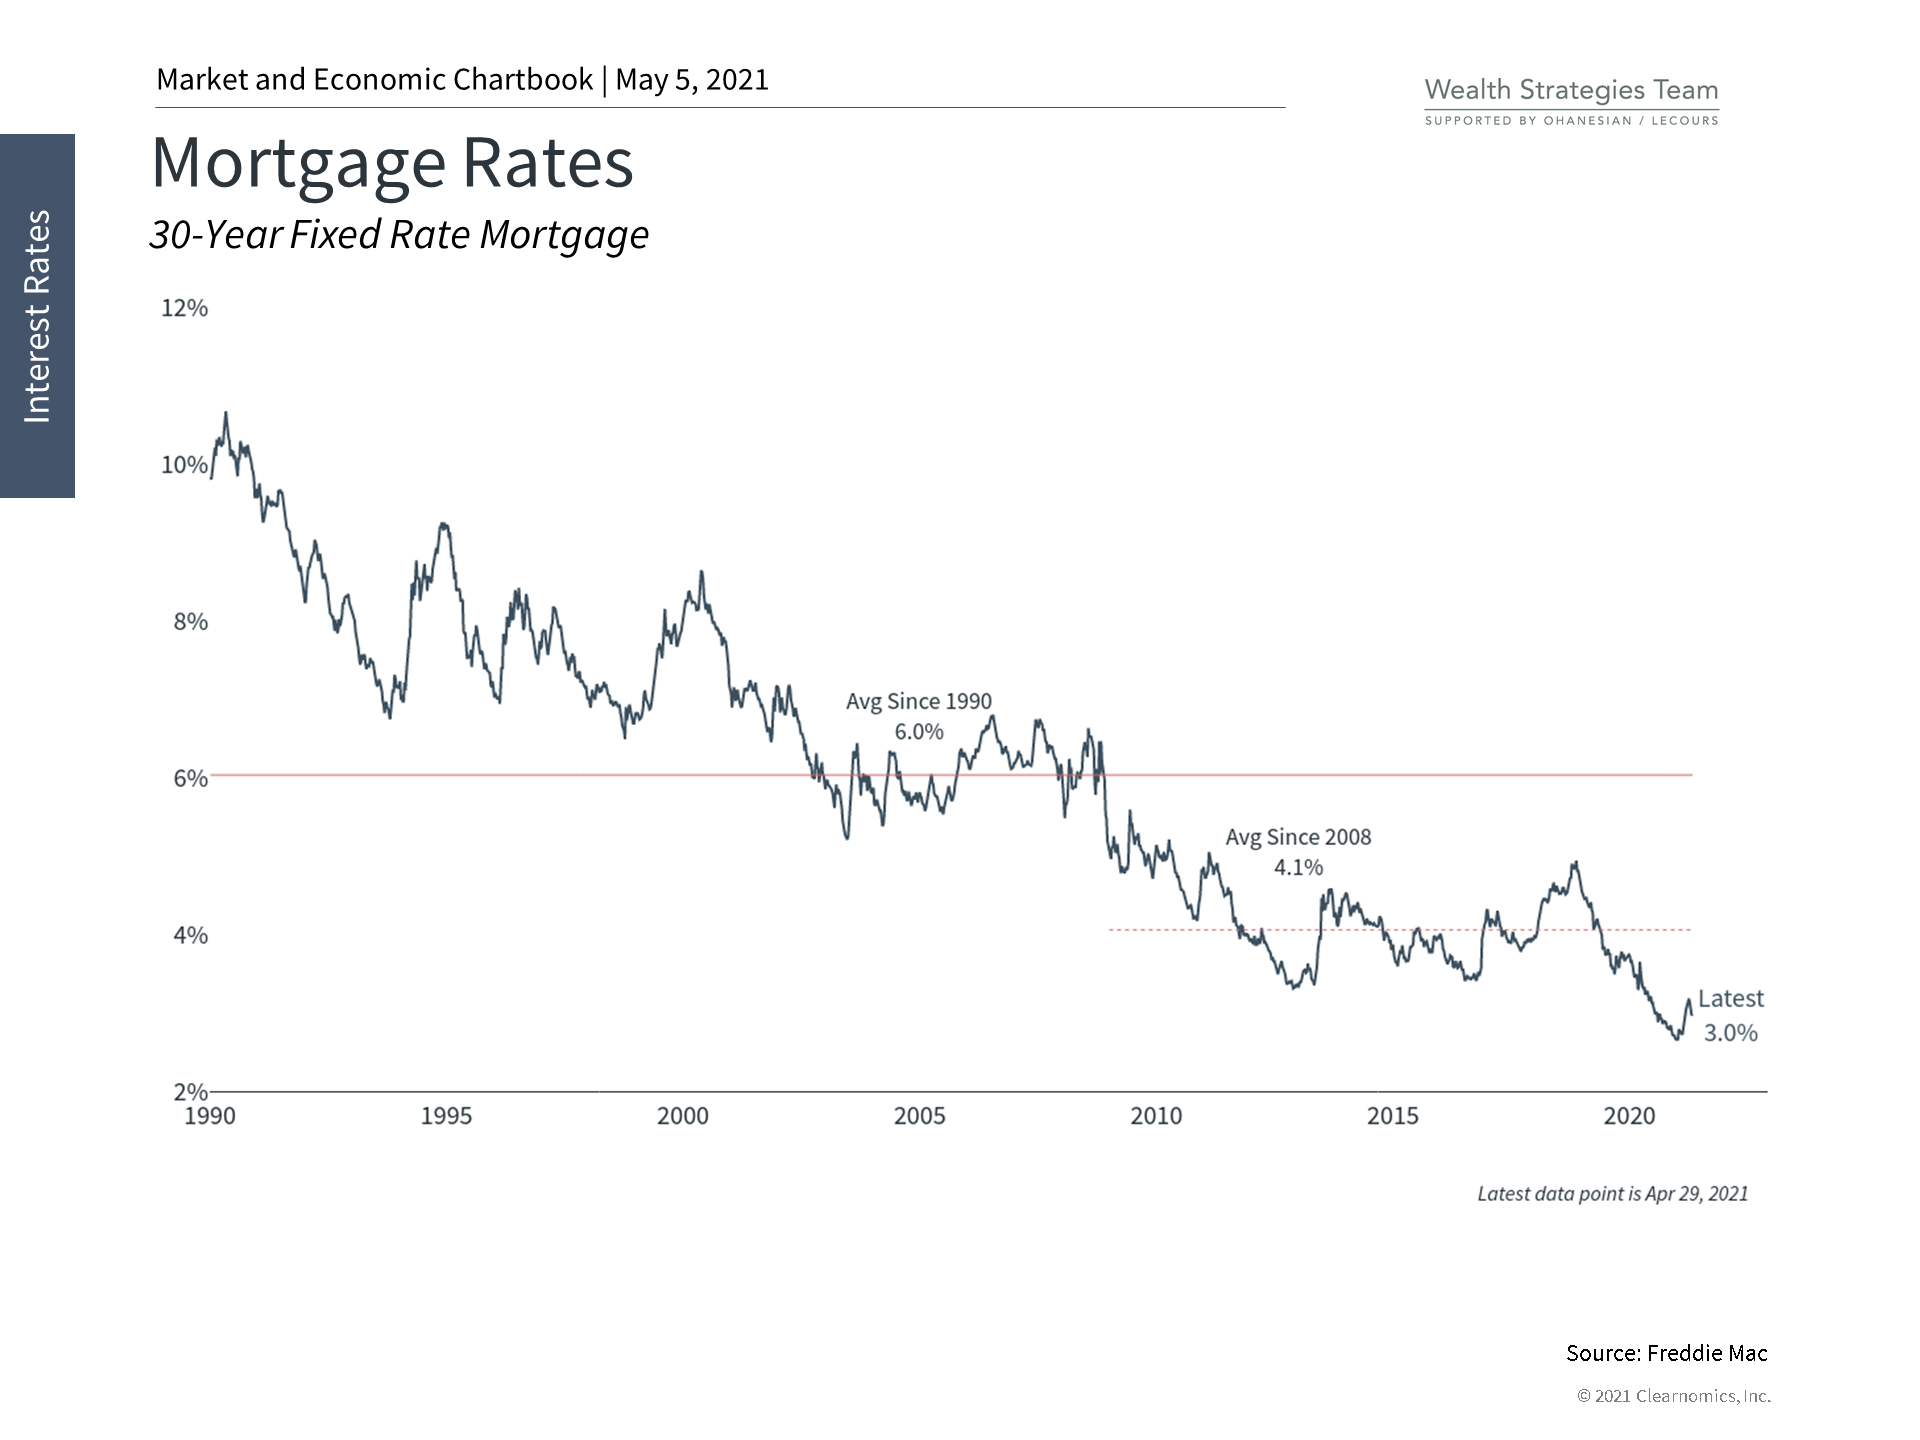 Market and Economic Chartbook | May 5, 2021
Wealth Strategies Team
SUPPORTED BY OHANESIAN / LECOURS
Interest Rates
Mortgage Rates
30-Year Fixed Rate Mortgage
12%
10%
8%
Avg Since 1990
6.0%
6%
Avg Since 2008
4.1%
4%
Latest
3.0%
2%
1990 1995 2000 2005 2010 2015 2020
Latest data point is Apr 29, 2021
Source: Freddie Mac
© 2021 Clearnomics, Inc.